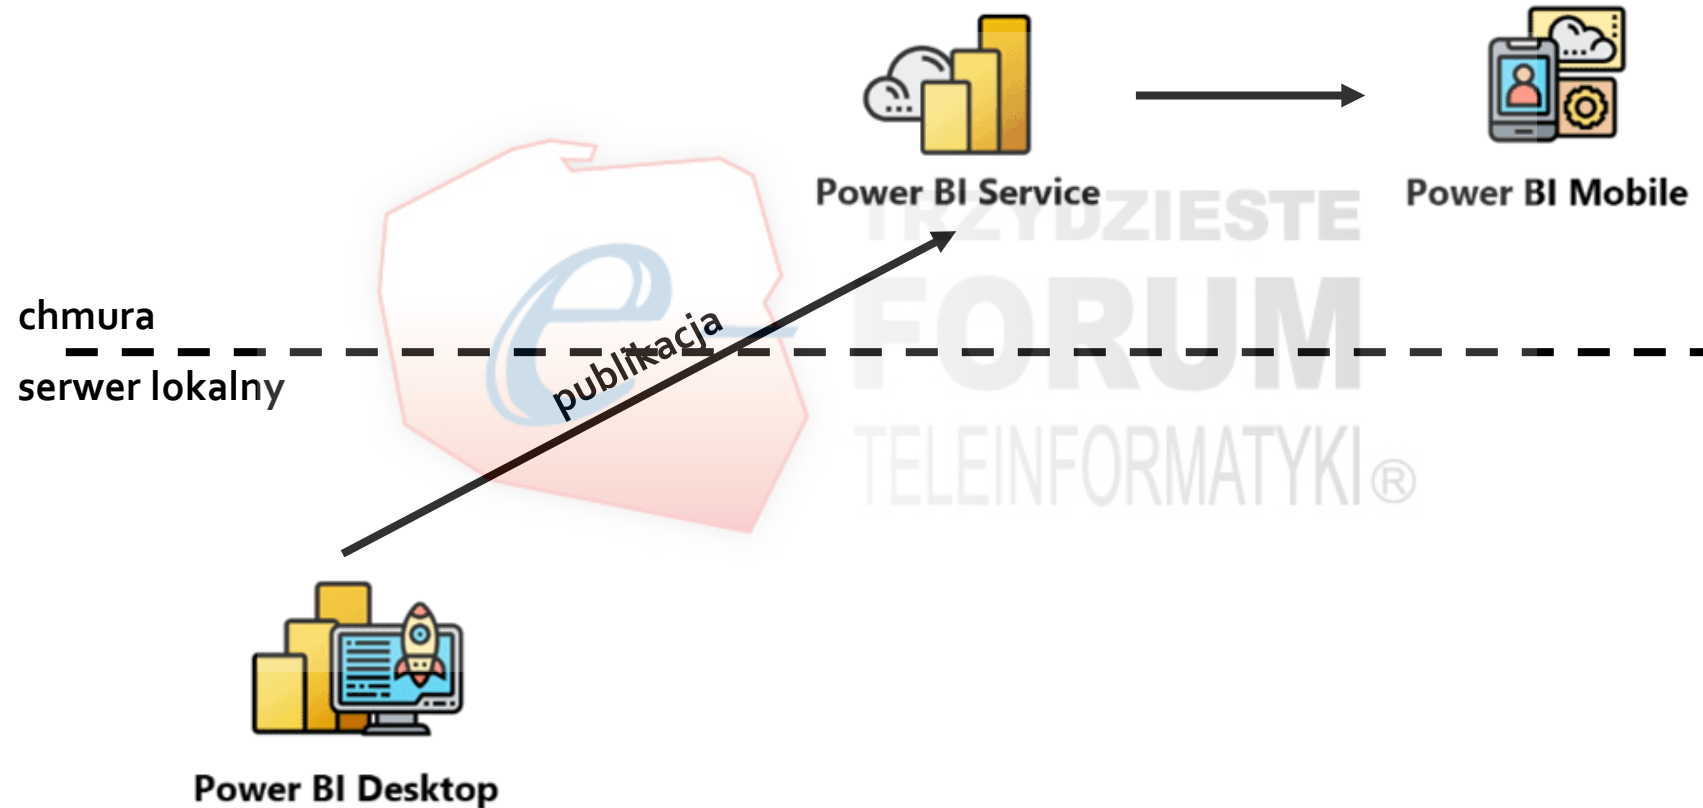 Power BI Service
Power BI Mobile
TRZYDZIESTE
FORUM
TELEINFORMATYKI®
e-
chmura
serwer lokalny
publikacja
Power BI Desktop